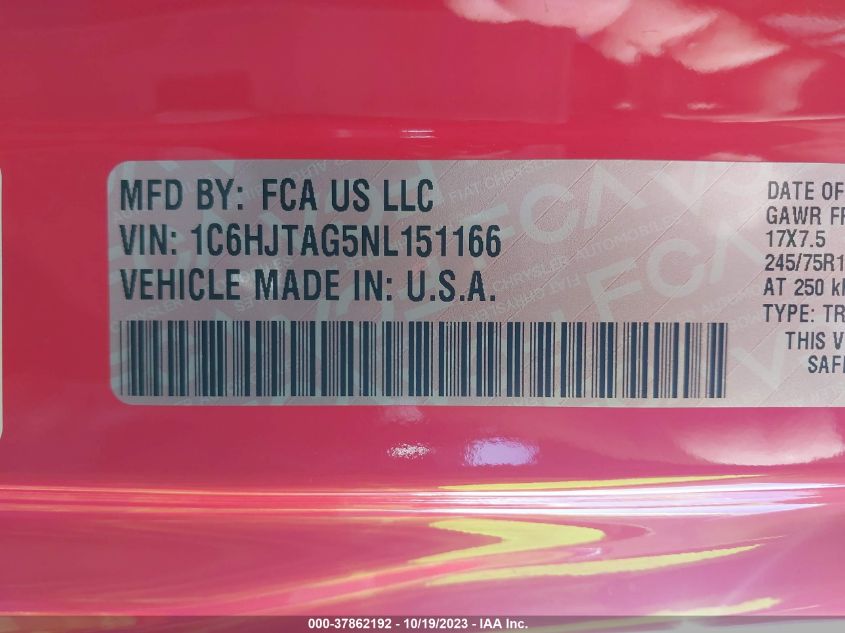 MFD BY: FCA US LLC
VIN: 1C6HJTAG5NL151166
VEHICLE MADE IN: U.S.A.
DATE OF
GAWR FR
17X7.5
245/75R1
AT 250 k
TYPE: TR
THIS V
SAF
000-37862192 - 10/19/2023 - IAA Inc.